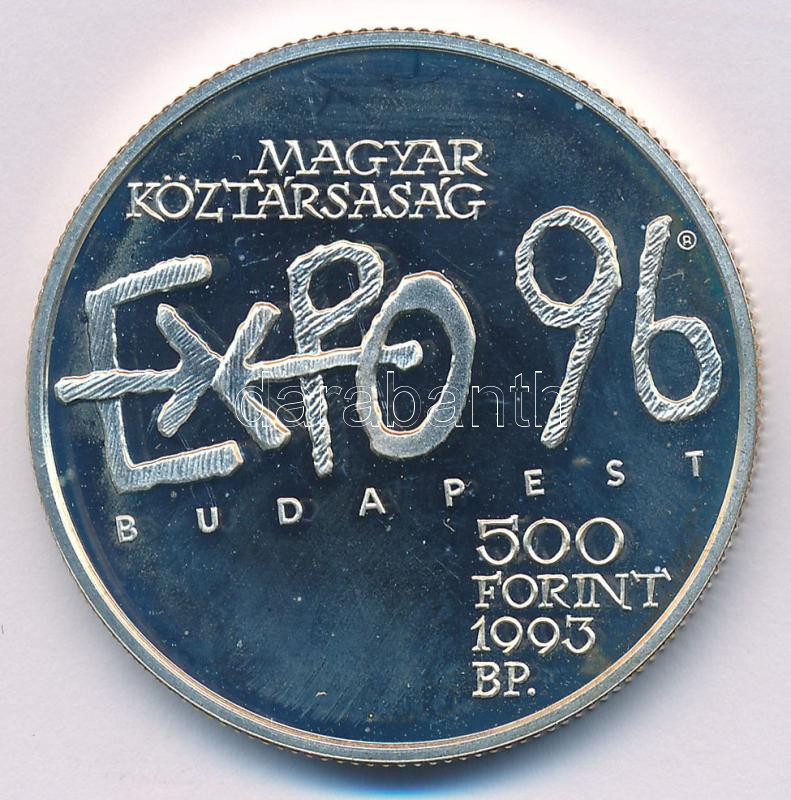 MAGYAR
KÖZTÁRSASÁG
EXPO 96 ®
darabanth
BUDAPEST
500
FORINT
1993
BP.